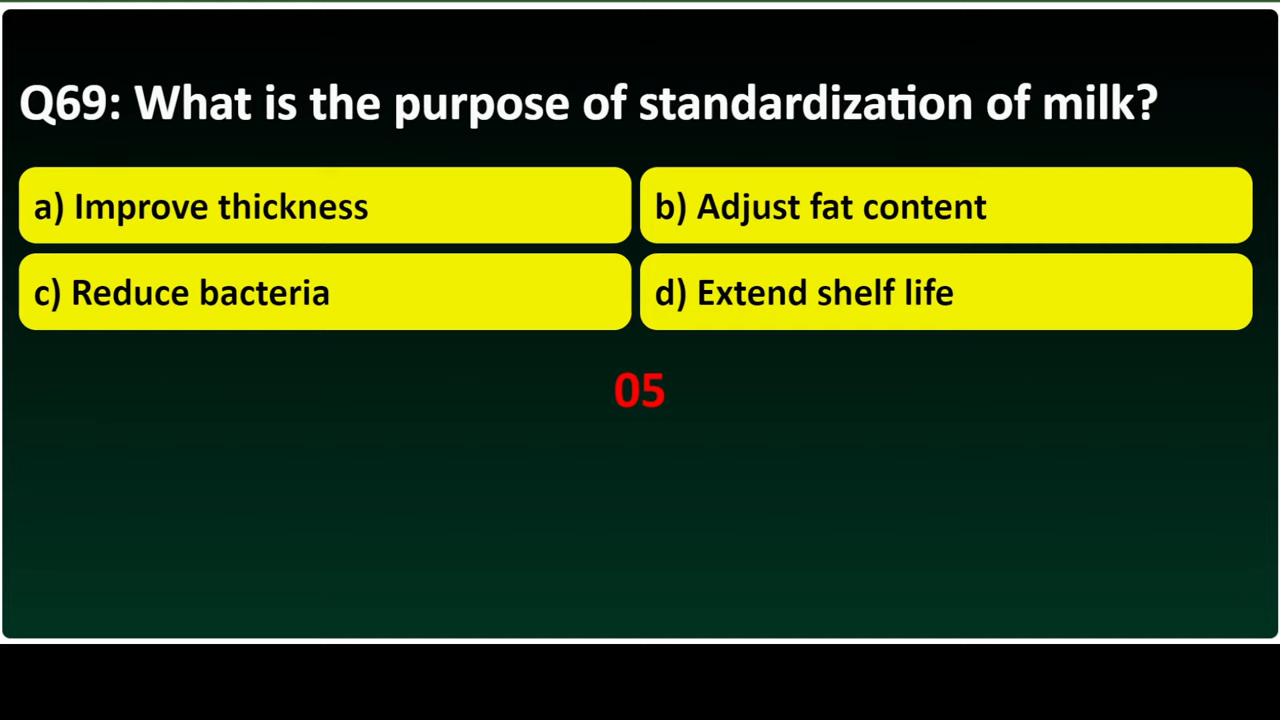 Q69: What is the purpose of standardization of milk?
a) Improve thickness
b) Adjust fat content
c) Reduce bacteria
d) Extend shelf life
05